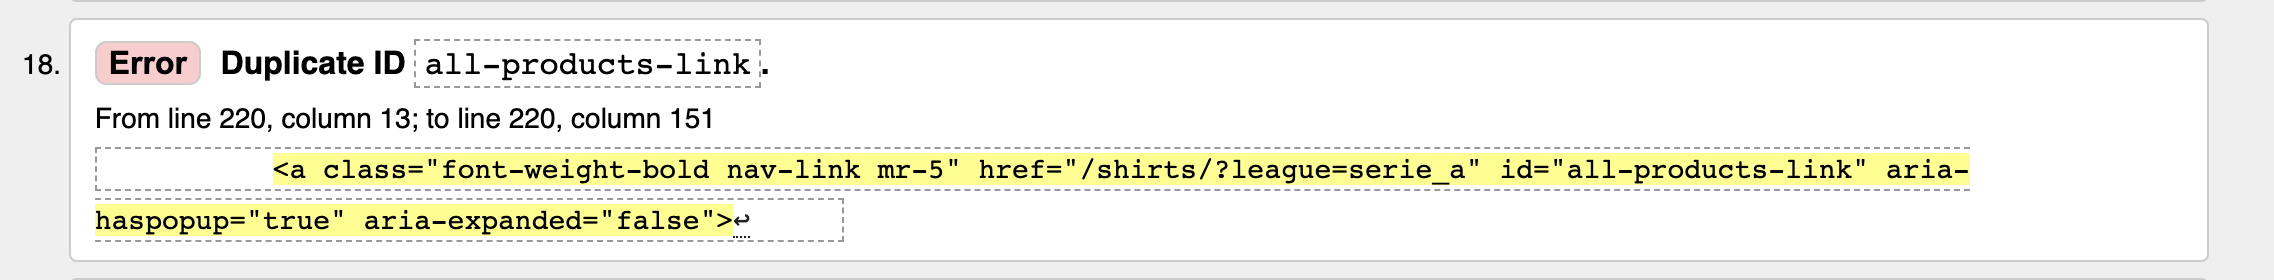 18. Error Duplicate ID all-products-link.
From line 220, column 13; to line 220, column 151
<a class="font-weight-bold nav-link mr-5" href="/shirts/?league=serie_a" id="all-products-link" aria-
haspopup="true" aria-expanded="false">↩